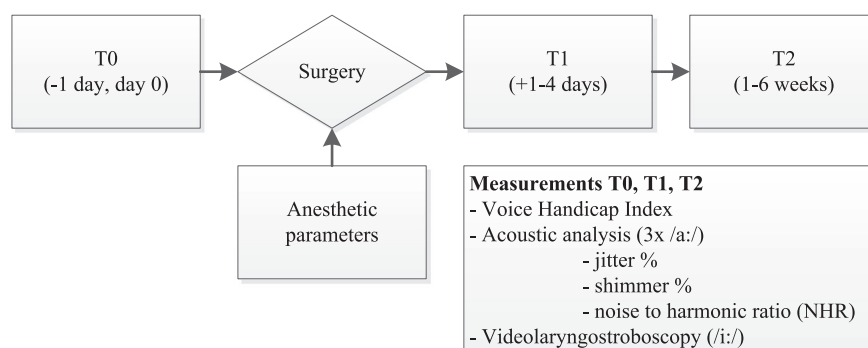 T0
(-1 day, day 0)
Surgery
T1
(+1-4 days)
T2
(1-6 weeks)
Anesthetic
parameters
Measurements T0, T1, T2
- Voice Handicap Index
- Acoustic analysis (3x /a:/)
- jitter %
- shimmer %
- noise to harmonic ratio (NHR)
- Videolaryngostroboscopy (/i:/)